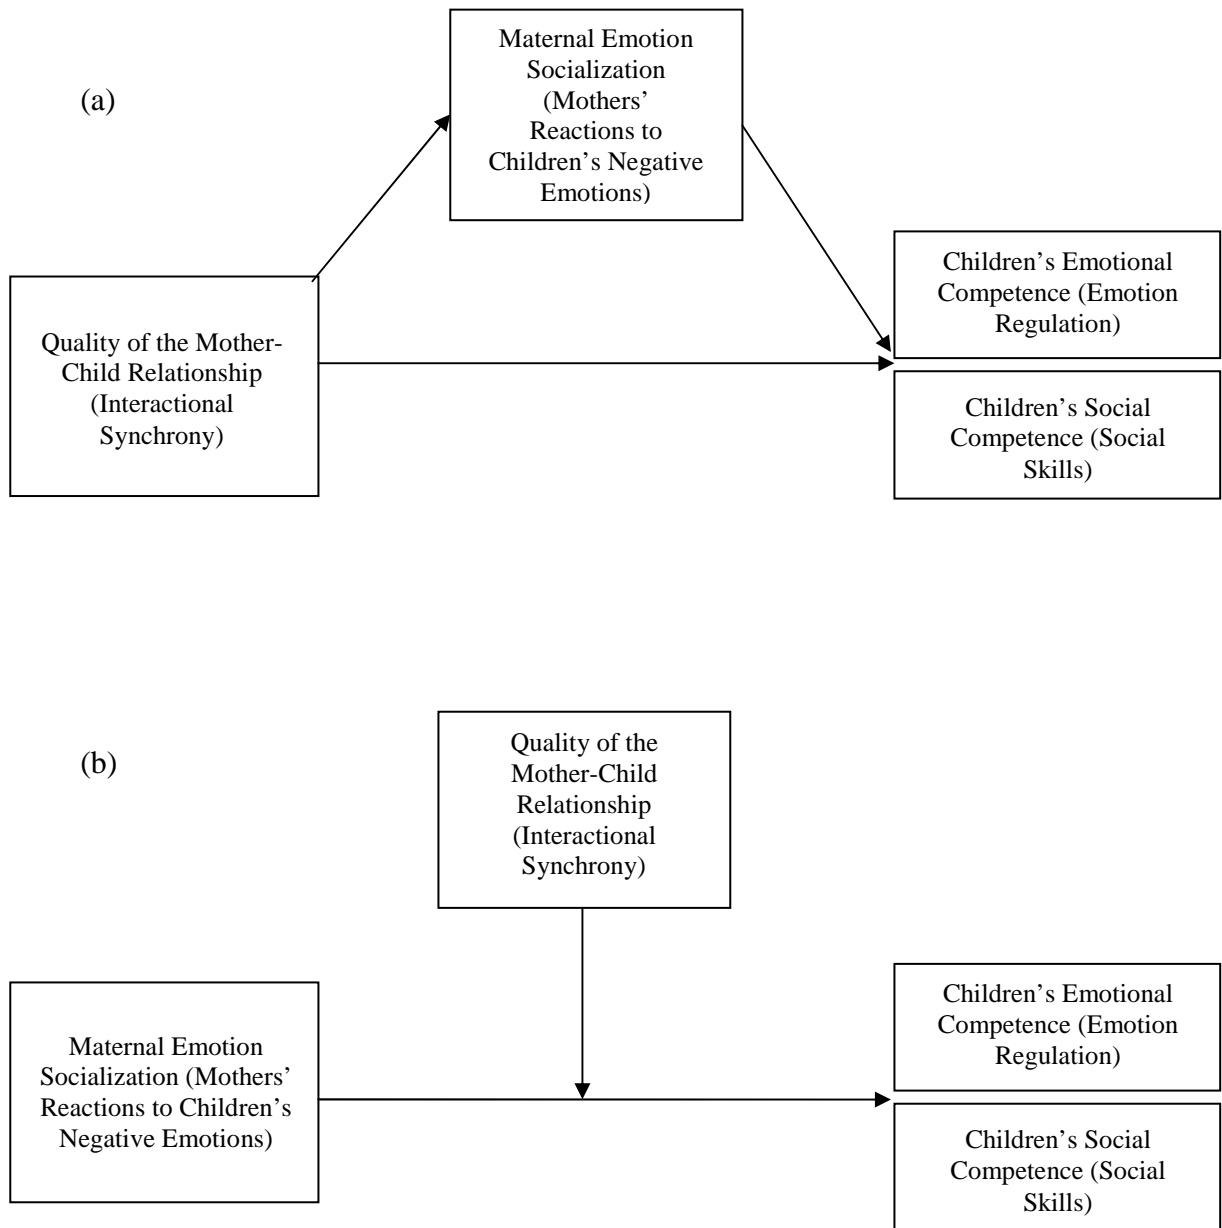 (a)
Maternal Emotion
Socialization
(Mothers’
Reactions to
Children’s Negative
Emotions)
Quality of the Mother-
Child Relationship
(Interactional
Synchrony)
Children’s Emotional
Competence (Emotion
Regulation)
Children’s Social
Competence (Social
Skills)
(b)
Quality of the
Mother-Child
Relationship
(Interactional
Synchrony)
Maternal Emotion
Socialization (Mothers’
Reactions to Children’s
Negative Emotions)
Children’s Emotional
Competence (Emotion
Regulation)
Children’s Social
Competence (Social
Skills)